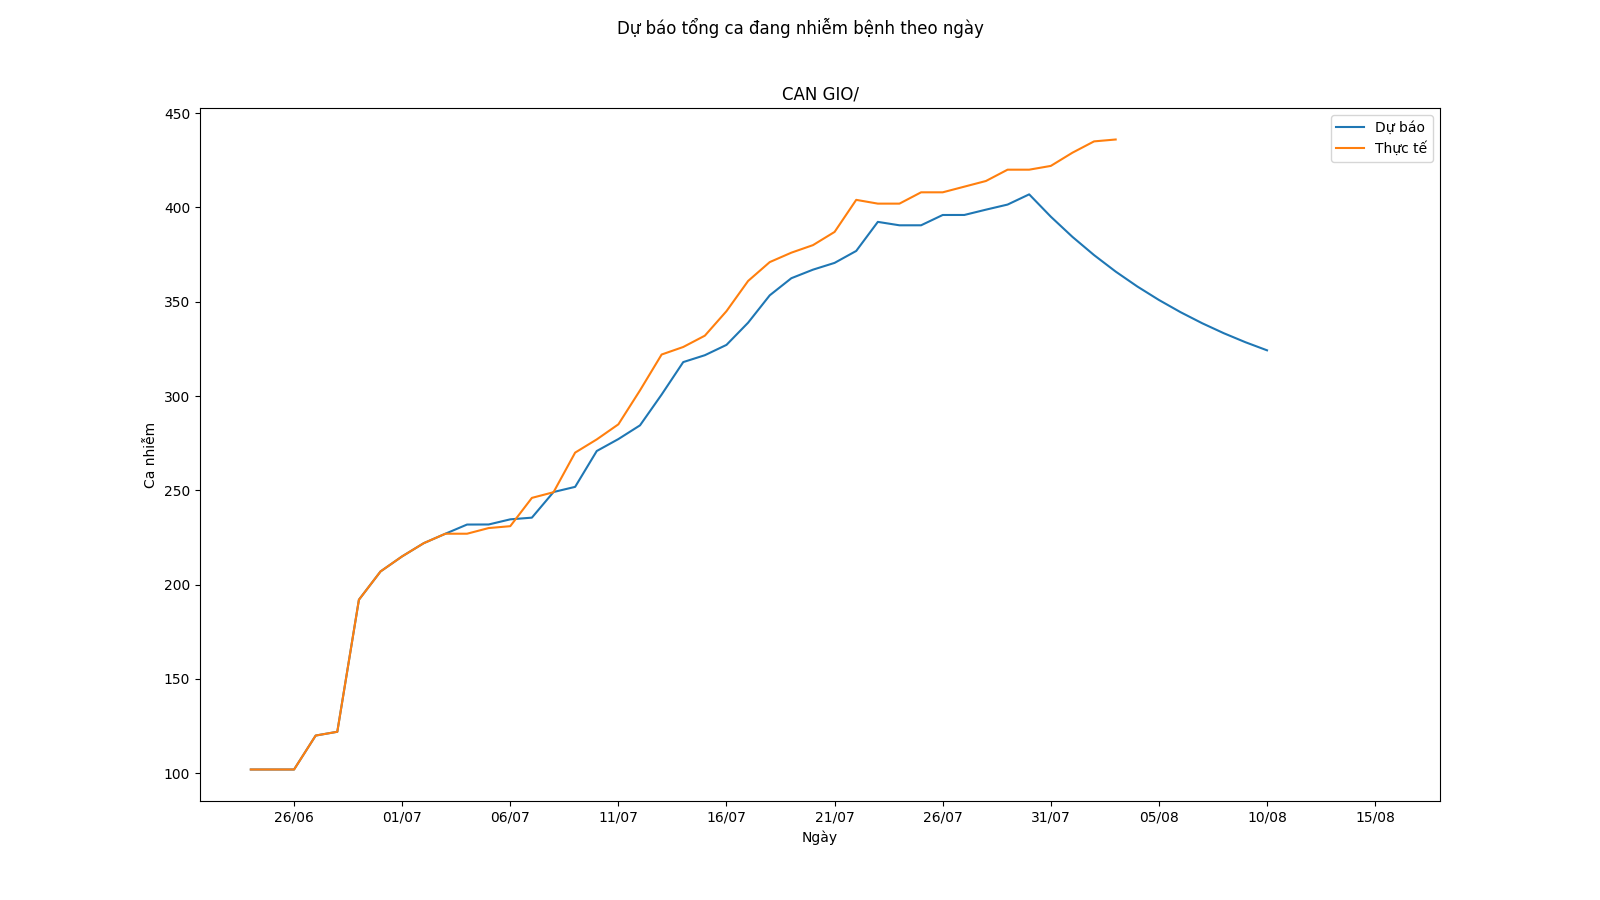 Dự báo tổng ca đang nhiễm bệnh theo ngày
CAN GIO/
Dự báo
Thực tế
450
400
350
300
250
200
150
100
Ca nhiễm
26/06 01/07 06/07 11/07 16/07 21/07 26/07 31/07 05/08 10/08 15/08
Ngày